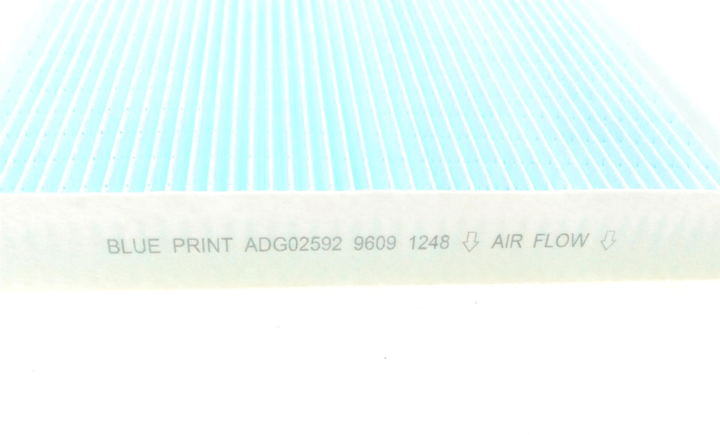 BLUE PRINT ADG02592 9609 1248 ⇩ AIR FLOW ⇩